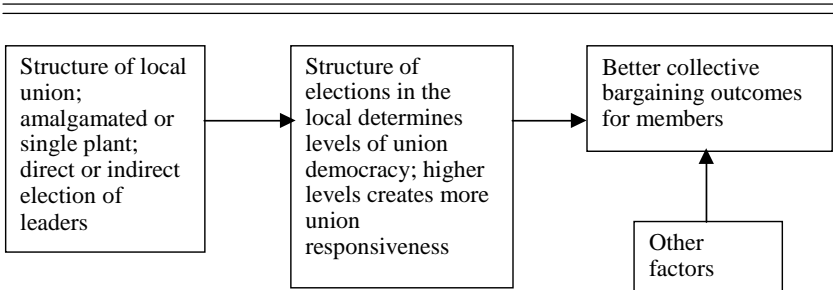 Structure of local
union;
amalgamated or
single plant;
direct or indirect
election of
leaders
Structure of
elections in the
local determines
levels of union
democracy; higher
levels creates more
union
responsiveness
Better collective
bargaining outcomes
for members
Other
factors